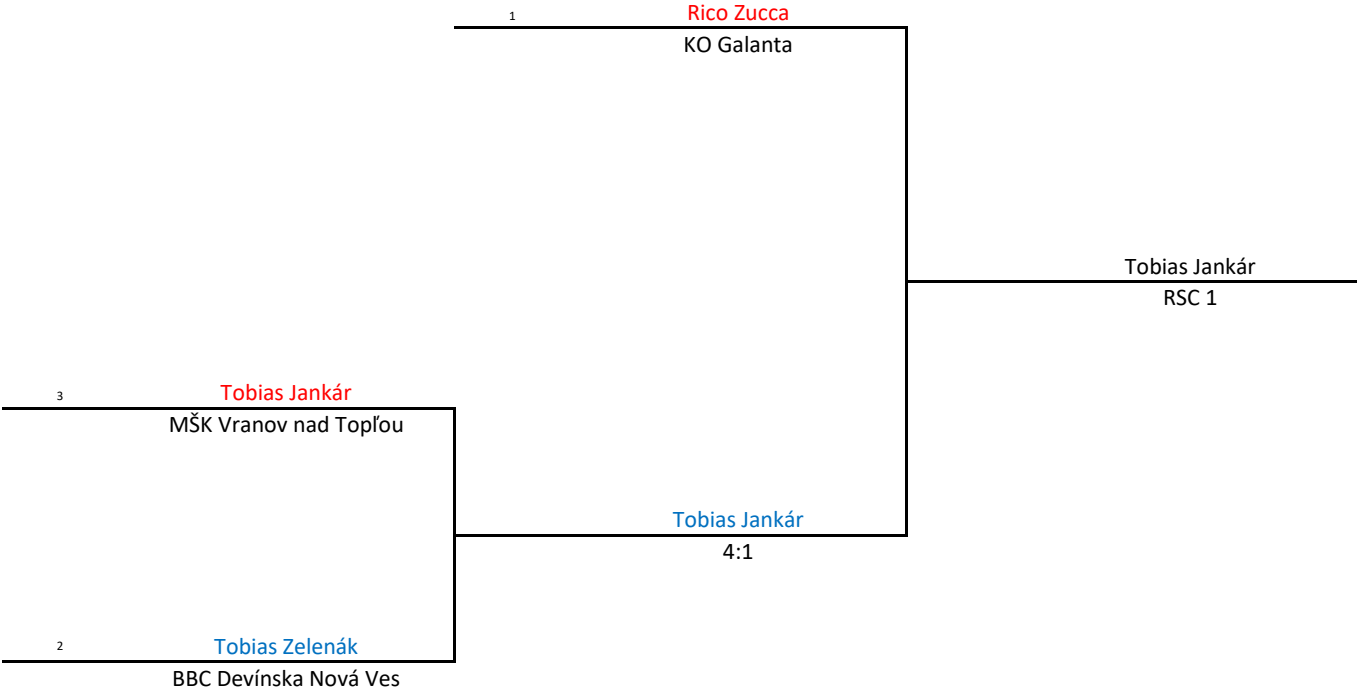 1
Rico Zucca
KO Galanta
Tobias Jankár
RSC 1
3
Tobias Jankár
MŠK Vranov nad Topľou
Tobias Jankár
4:1
2
Tobias Zelenák
BBC Devínska Nová Ves